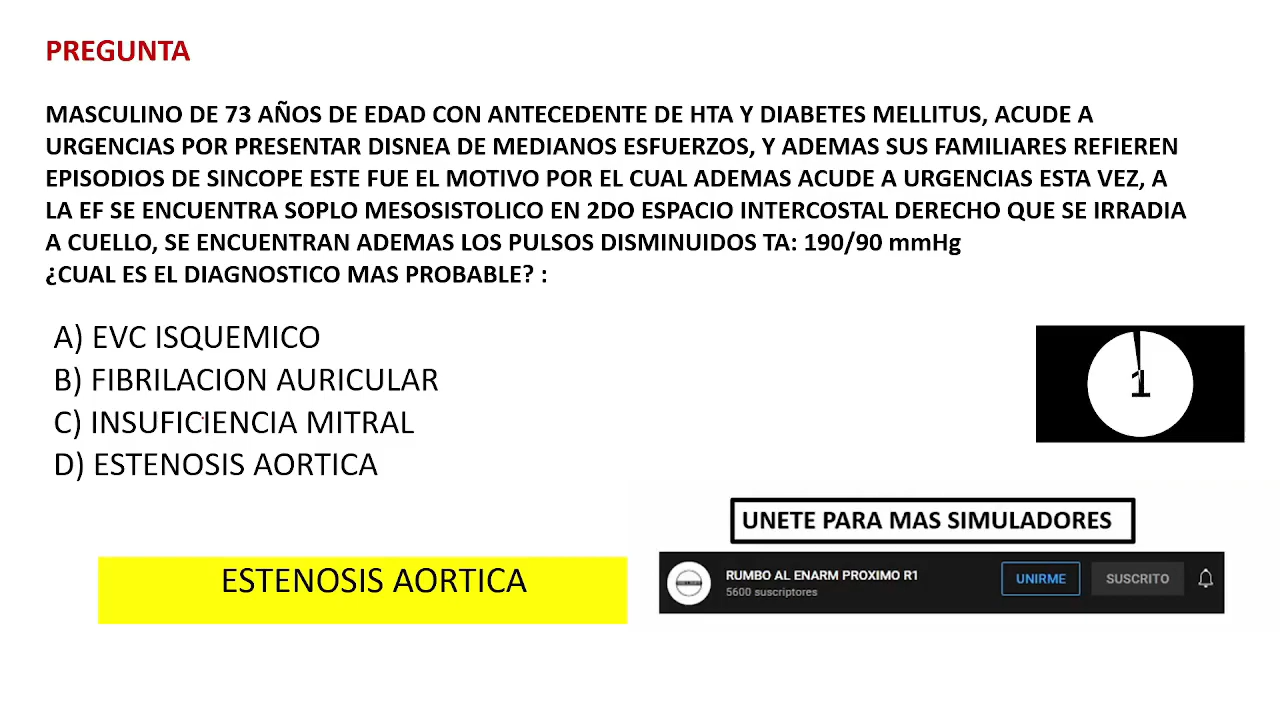 PREGUNTA
MASCULINO DE 73 AÑOS DE EDAD CON ANTECEDENTE DE HTA Y DIABETES MELLITUS, ACUDE A
URGENCIAS POR PRESENTAR DISNEA DE MEDIANOS ESFUERZOS, Y ADEMAS SUS FAMILIARES REFIEREN
EPISODIOS DE SINCOPE ESTE FUE EL MOTIVO POR EL CUAL ADEMAS ACUDE A URGENCIAS ESTA VEZ, A
LA EF SE ENCUENTRA SOPLO MESOSISTOLICO EN 2DO ESPACIO INTERCOSTAL DERECHO QUE SE IRRADIA
A CUELLO, SE ENCUENTRAN ADEMAS LOS PULSOS DISMINUIDOS TA: 190/90 mmHg
¿CUAL ES EL DIAGNOSTICO MAS PROBABLE? :
A) EVC ISQUEMICO
B) FIBRILACION AURICULAR
C) INSUFICIENCIA MITRAL
D) ESTENOSIS AORTICA
1
ESTENOSIS AORTICA
UNETE PARA MAS SIMULADORES
RUMBO AL ENARM PROXIMO R1
5600 suscriptores
UNIRME
SUSCRITO